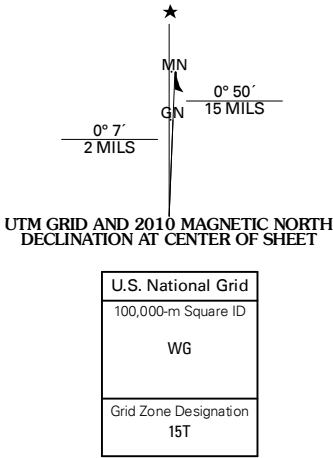 ★
MN
0° 50´
15 MILS
GN
0° 7´
2 MILS
UTM GRID AND 2010 MAGNETIC NORTH
DECLINATION AT CENTER OF SHEET
U.S. National Grid
100,000-m Square ID
WG
Grid Zone Designation
15T